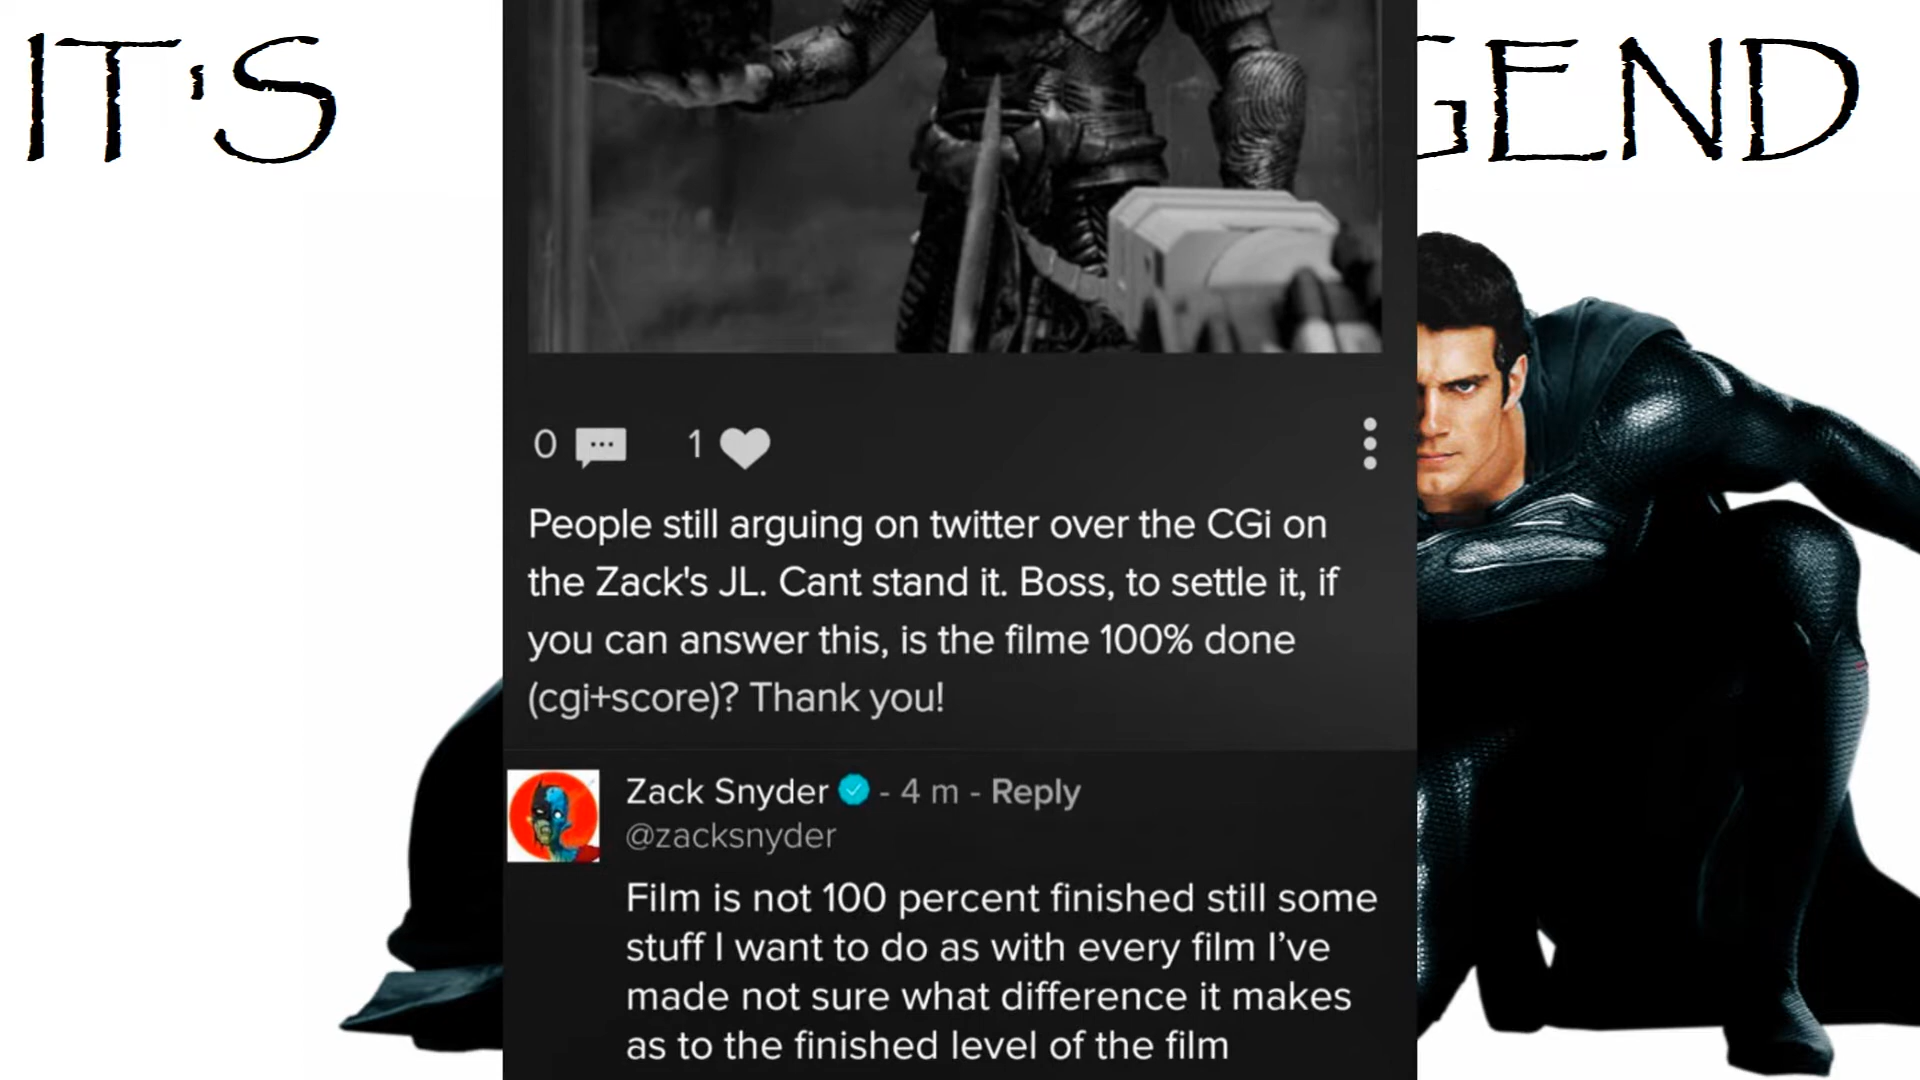 IT'S GEND
0 1
People still arguing on twitter over the CGi on
the Zack's JL. Cant stand it. Boss, to settle it, if
you can answer this, is the filme 100% done
(cgi+score)? Thank you!
Zack Snyder - 4 m - Reply
@zacksnyder
Film is not 100 percent finished still some
stuff I want to do as with every film I’ve
made not sure what difference it makes
as to the finished level of the film